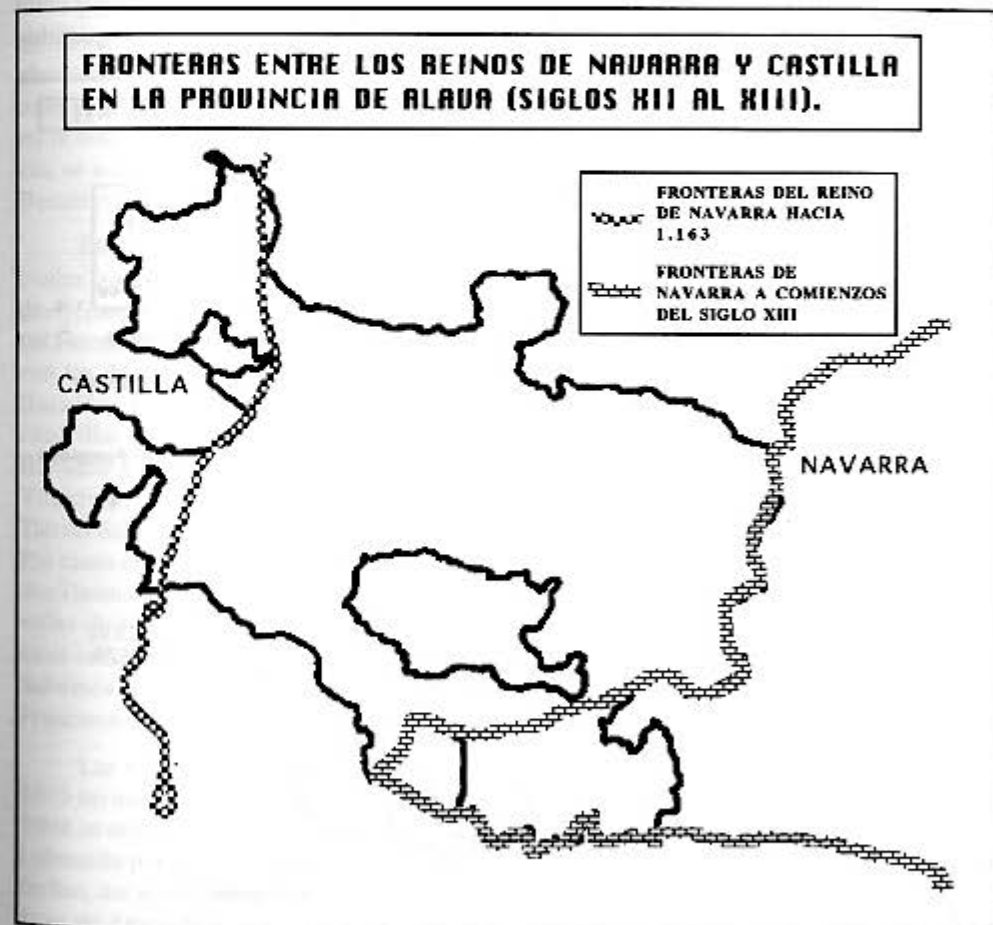 FRONTERAS ENTRE LOS REINOS DE NAVARRA Y CASTILLA
EN LA PROVINCIA DE ALAVA (SIGLOS XII AL XIII).
FRONTERAS DEL REINO
DE NAVARRA HACIA
1.163
FRONTERAS DE
NAVARRA A COMIENZOS
DEL SIGLO XIII
CASTILLA
NAVARRA